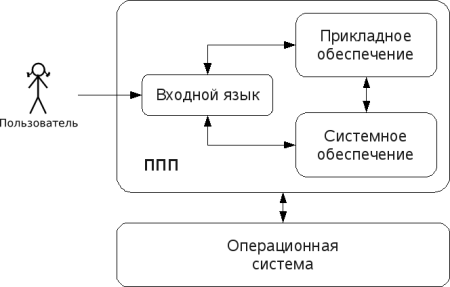 Прикладное
обеспечение
Входной язык
Пользователь
Системное
обеспечение
ППП
Операционная
система